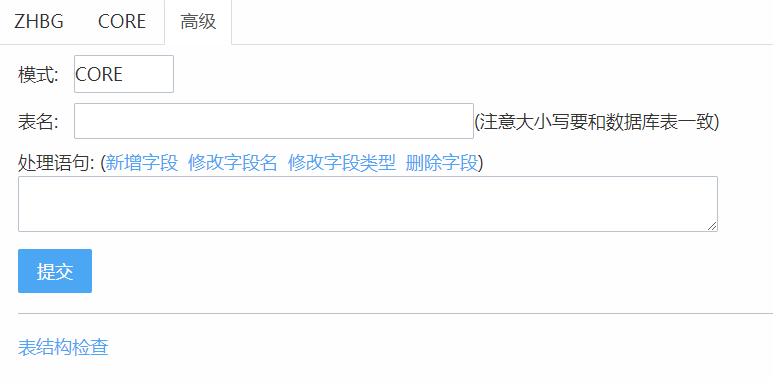 ZHBG CORE 高级
模式: CORE
表名: (注意大小写要和数据库表一致)
处理语句: (新增字段 修改字段名 修改字段类型 删除字段)
提交
表结构检查